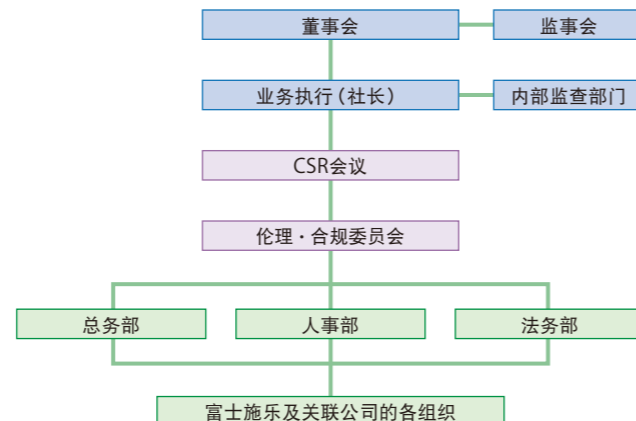 董事会
监事会
业务执行（社长）
内部监查部门
CSR会议
伦理・合规委员会
总务部
人事部
法务部
富士施乐及关联公司的各组织